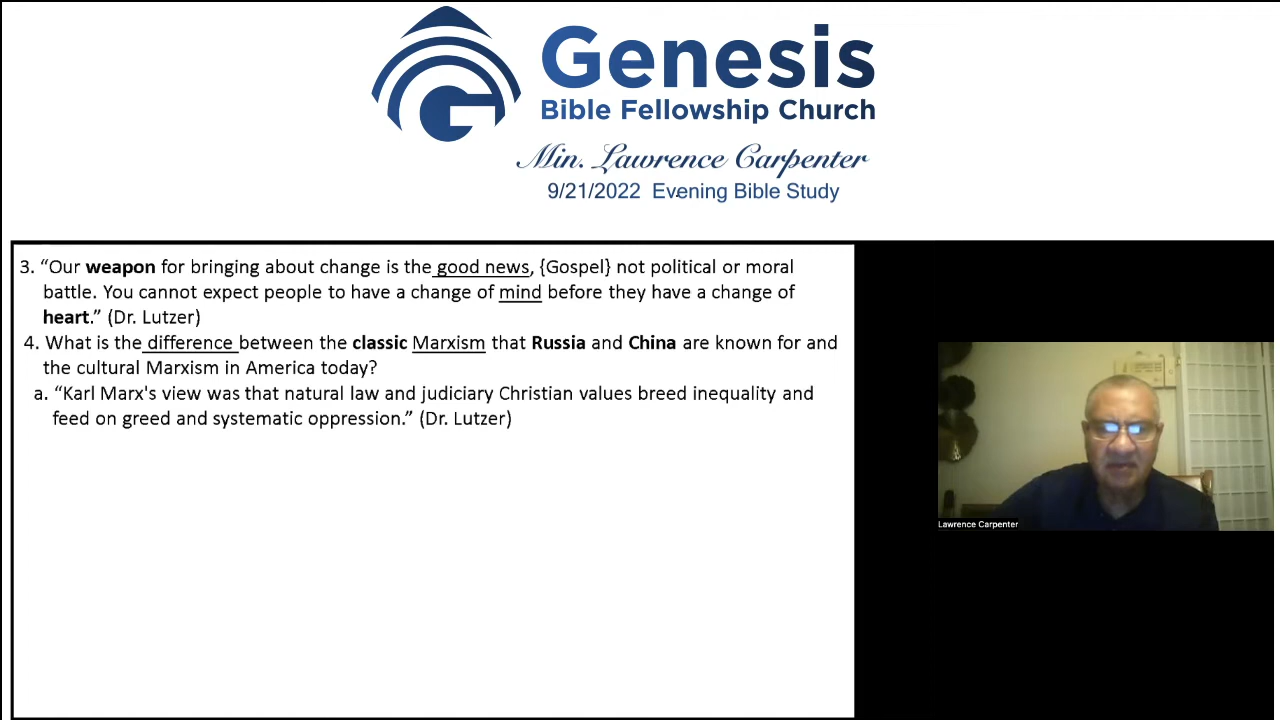 Genesis
Bible Fellowship Church
Min. Lawrence Carpenter
9/21/2022 Evening Bible Study
3. “Our weapon for bringing about change is the good news, {Gospel} not political or moral
battle. You cannot expect people to have a change of mind before they have a change of
heart.” (Dr. Lutzer)
4. What is the difference between the classic Marxism that Russia and China are known for and
the cultural Marxism in America today?
a. “Karl Marx's view was that natural law and judiciary Christian values breed inequality and
feed on greed and systematic oppression.” (Dr. Lutzer)
Lawrence Carpenter